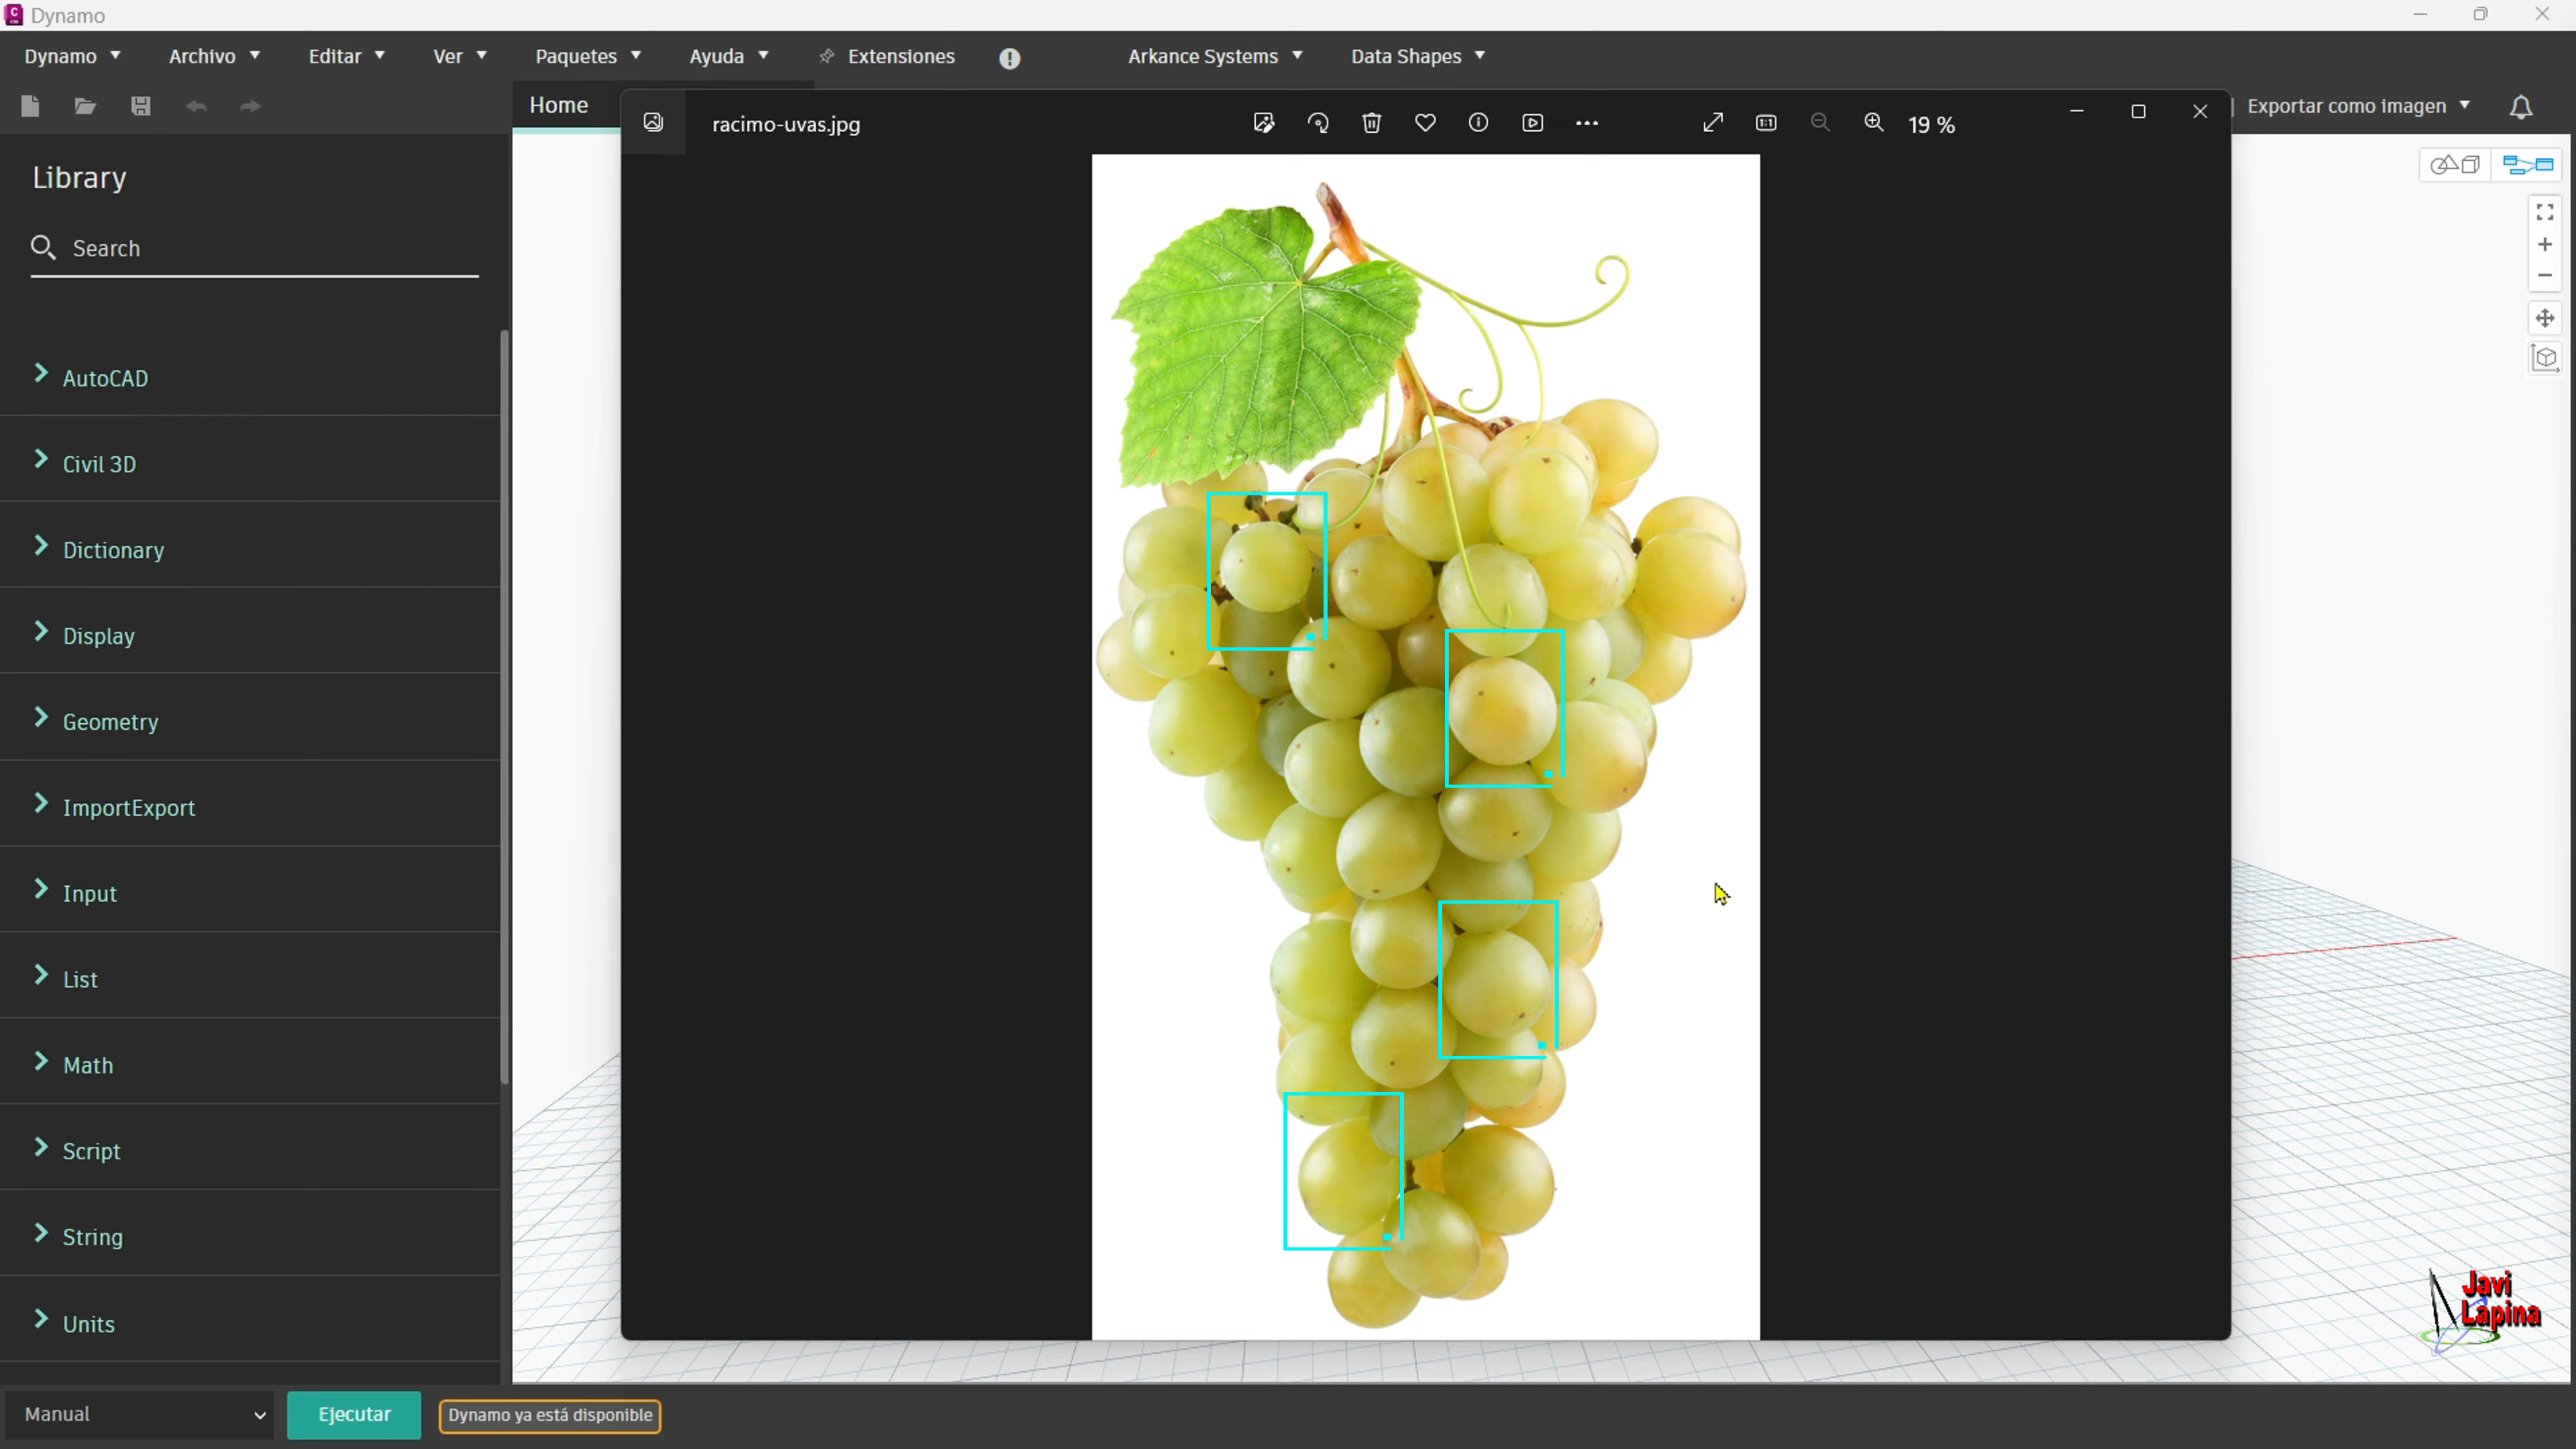 Dynamo
Dynamo Archivo Editar Ver Paquetes Ayuda Extensiones Arkance Systems Data Shapes
Home
racimo-uvas.jpg
19 %
Exportar como imagen
Library
Search
AutoCAD
Civil 3D
Dictionary
Display
Geometry
ImportExport
Input
List
Math
Script
String
Units
Javi
Lapina
Manual
Ejecutar
Dynamo ya está disponible